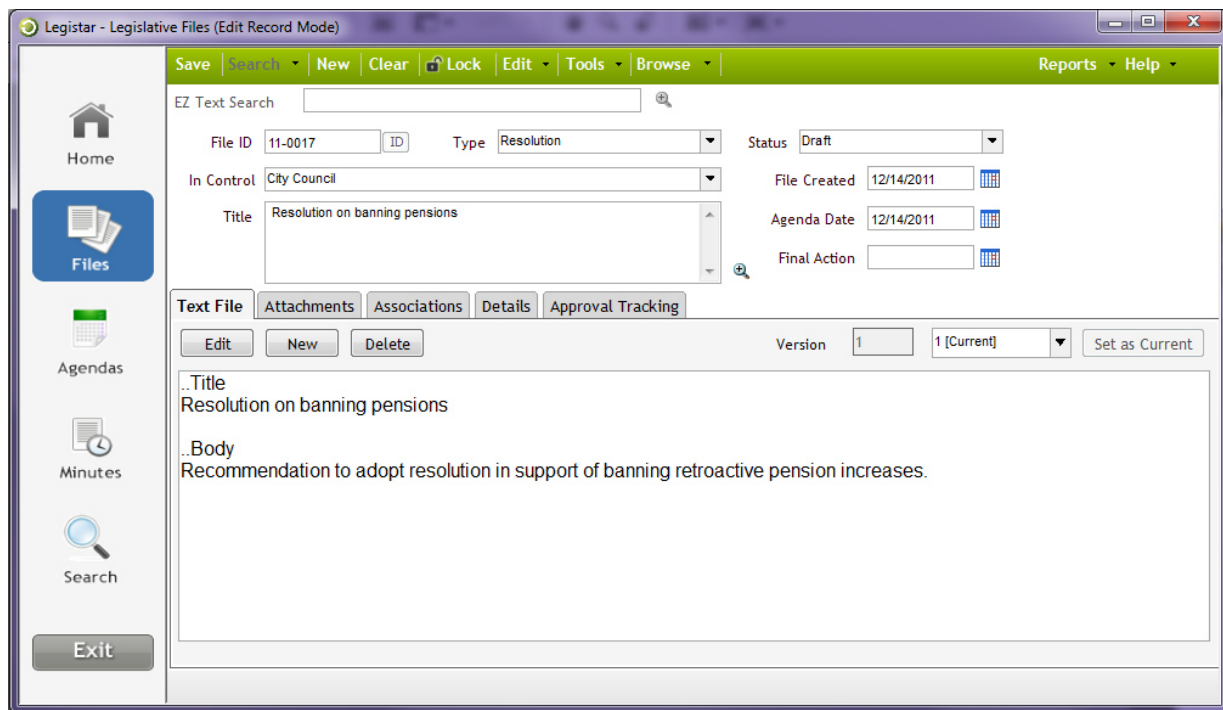 Legistar - Legislative Files (Edit Record Mode)
Save Search New Clear Lock Edit Tools Browse Reports Help
EZ Text Search
Home
File ID 11-0017 ID Type Resolution Status Draft
In Control City Council File Created 12/14/2011
Title Resolution on banning pensions Agenda Date 12/14/2011
Final Action
Files
Text File Attachments Associations Details Approval Tracking
Edit New Delete Version 1 1 [Current] Set as Current
Agendas
..Title
Resolution on banning pensions
..Body
Recommendation to adopt resolution in support of banning retroactive pension increases.
Minutes
Search
Exit